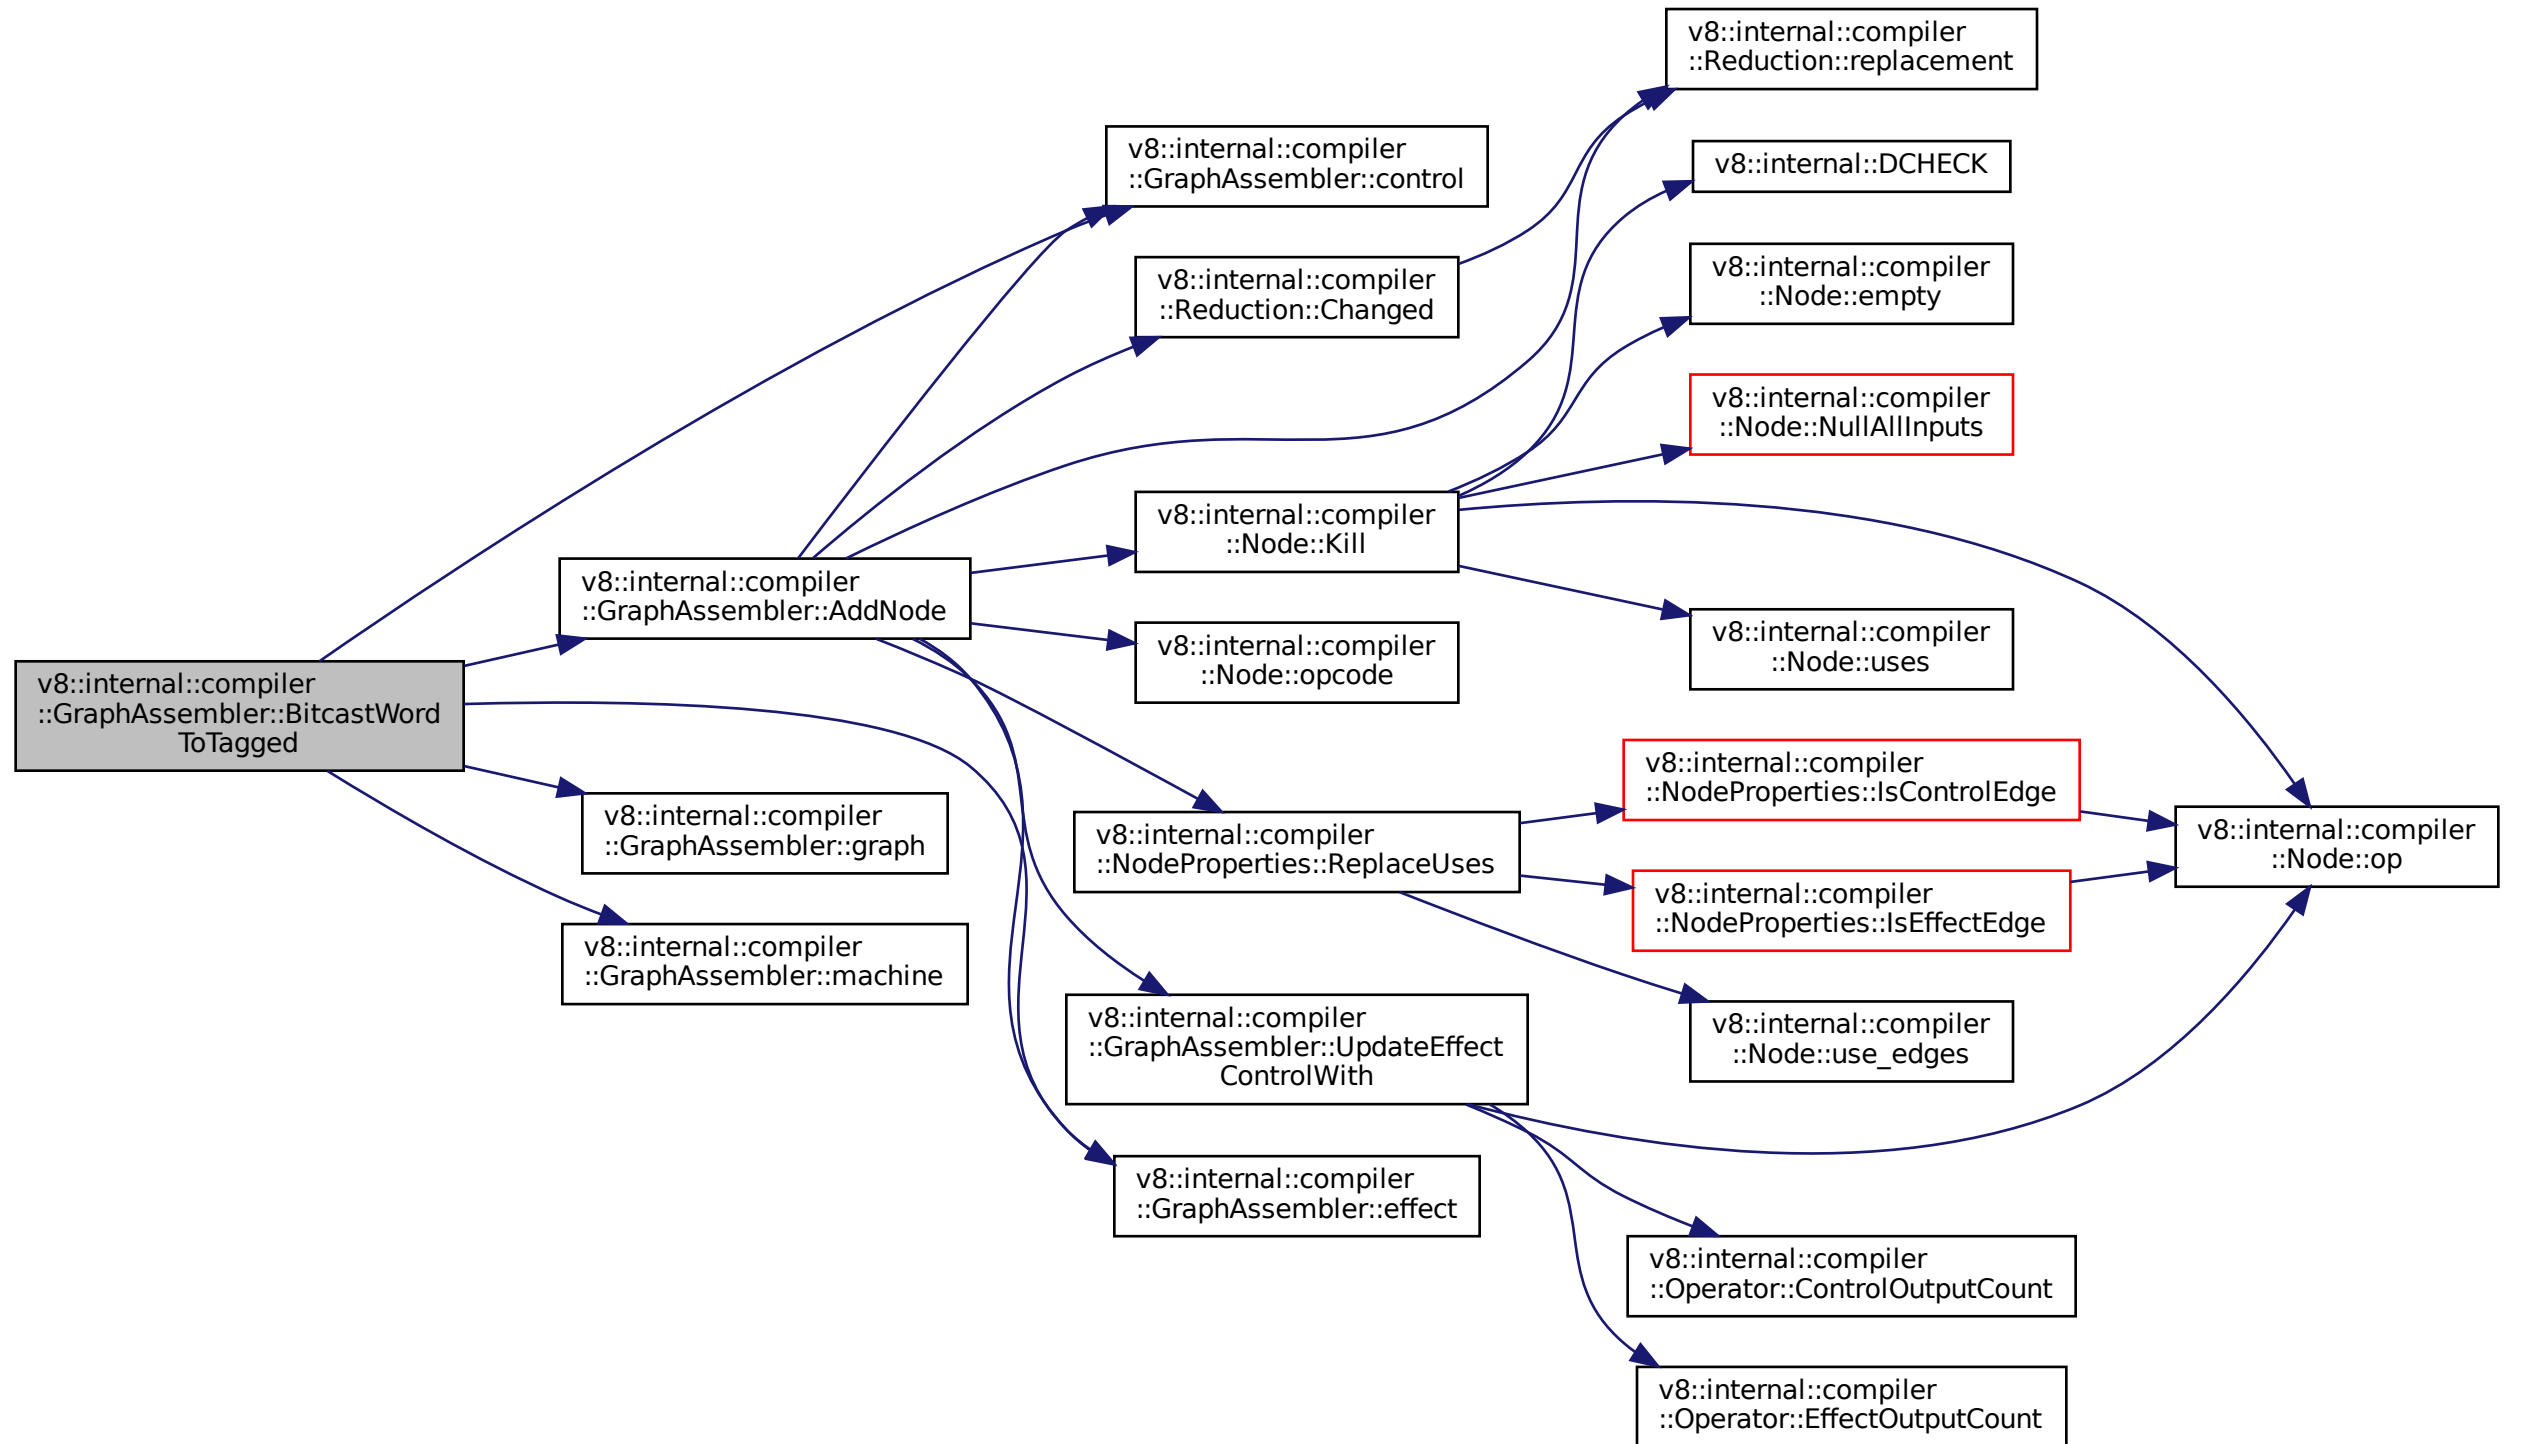 v8::internal::compiler
::Reduction::replacement
v8::internal::compiler
::GraphAssembler::control
v8::internal::DCHECK
v8::internal::compiler
::Node::empty
v8::internal::compiler
::Reduction::Changed
v8::internal::compiler
::Node::NullAllInputs
v8::internal::compiler
::Node::Kill
v8::internal::compiler
::GraphAssembler::AddNode
v8::internal::compiler
::Node::uses
v8::internal::compiler
::Node::opcode
v8::internal::compiler
::GraphAssembler::BitcastWord
ToTagged
v8::internal::compiler
::NodeProperties::IsControlEdge
v8::internal::compiler
::GraphAssembler::graph
v8::internal::compiler
::NodeProperties::ReplaceUses
v8::internal::compiler
::Node::op
v8::internal::compiler
::NodeProperties::IsEffectEdge
v8::internal::compiler
::GraphAssembler::machine
v8::internal::compiler
::GraphAssembler::UpdateEffect
ControlWith
v8::internal::compiler
::Node::use_edges
v8::internal::compiler
::GraphAssembler::effect
v8::internal::compiler
::Operator::ControlOutputCount
v8::internal::compiler
::Operator::EffectOutputCount